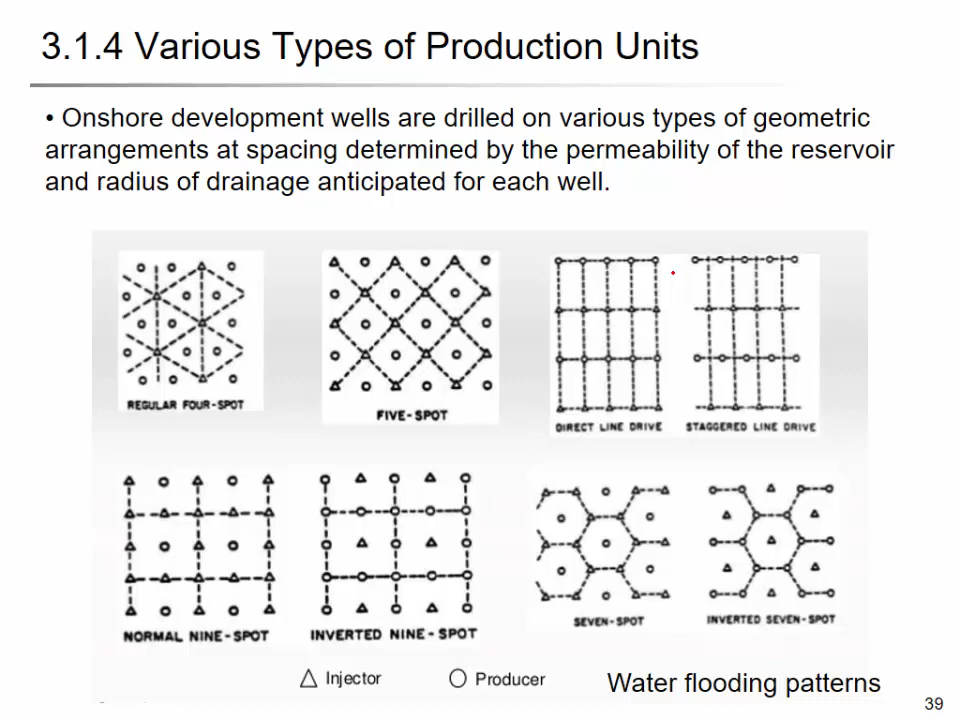 3.1.4 Various Types of Production Units
• Onshore development wells are drilled on various types of geometric
arrangements at spacing determined by the permeability of the reservoir
and radius of drainage anticipated for each well.
REGULAR FOUR-SPOT
FIVE-SPOT
DIRECT LINE DRIVE
STAGGERED LINE DRIVE
NORMAL NINE-SPOT
INVERTED NINE-SPOT
SEVEN-SPOT
INVERTED SEVEN-SPOT
Injector
Producer
Water flooding patterns
39